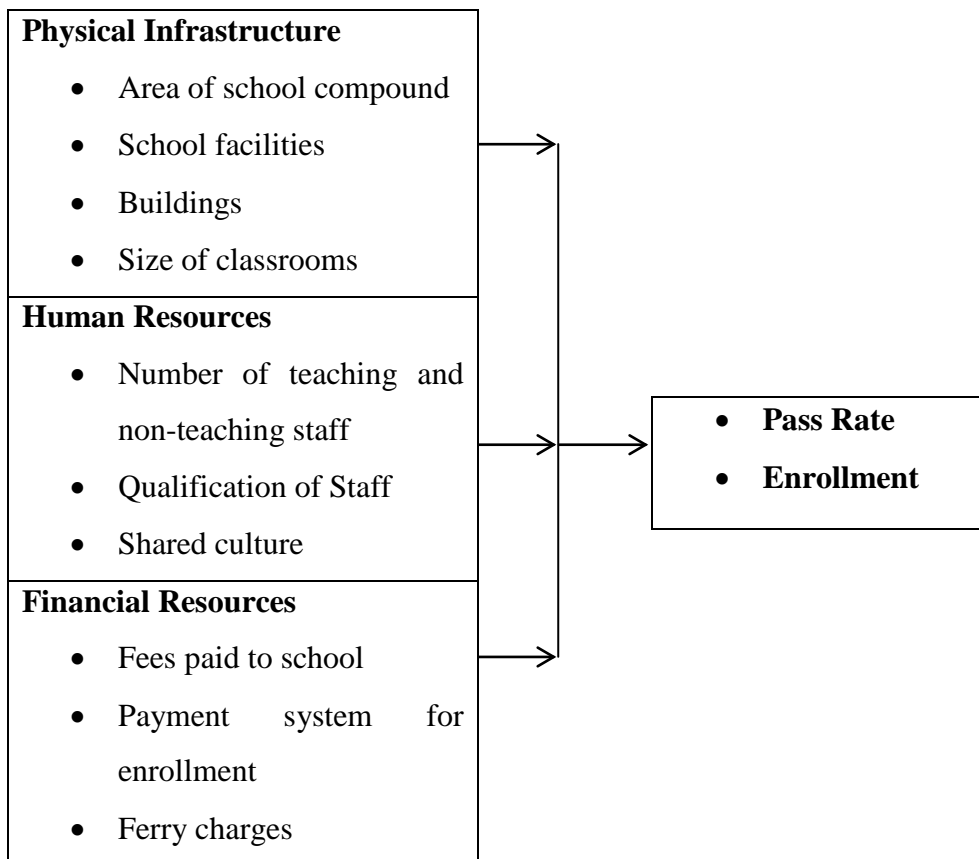 Physical Infrastructure
• Area of school compound
• School facilities
• Buildings
• Size of classrooms
Human Resources
• Number of teaching and
non-teaching staff
• Qualification of Staff
• Shared culture
Financial Resources
• Fees paid to school
• Payment system for
enrollment
• Ferry charges
• Pass Rate
• Enrollment